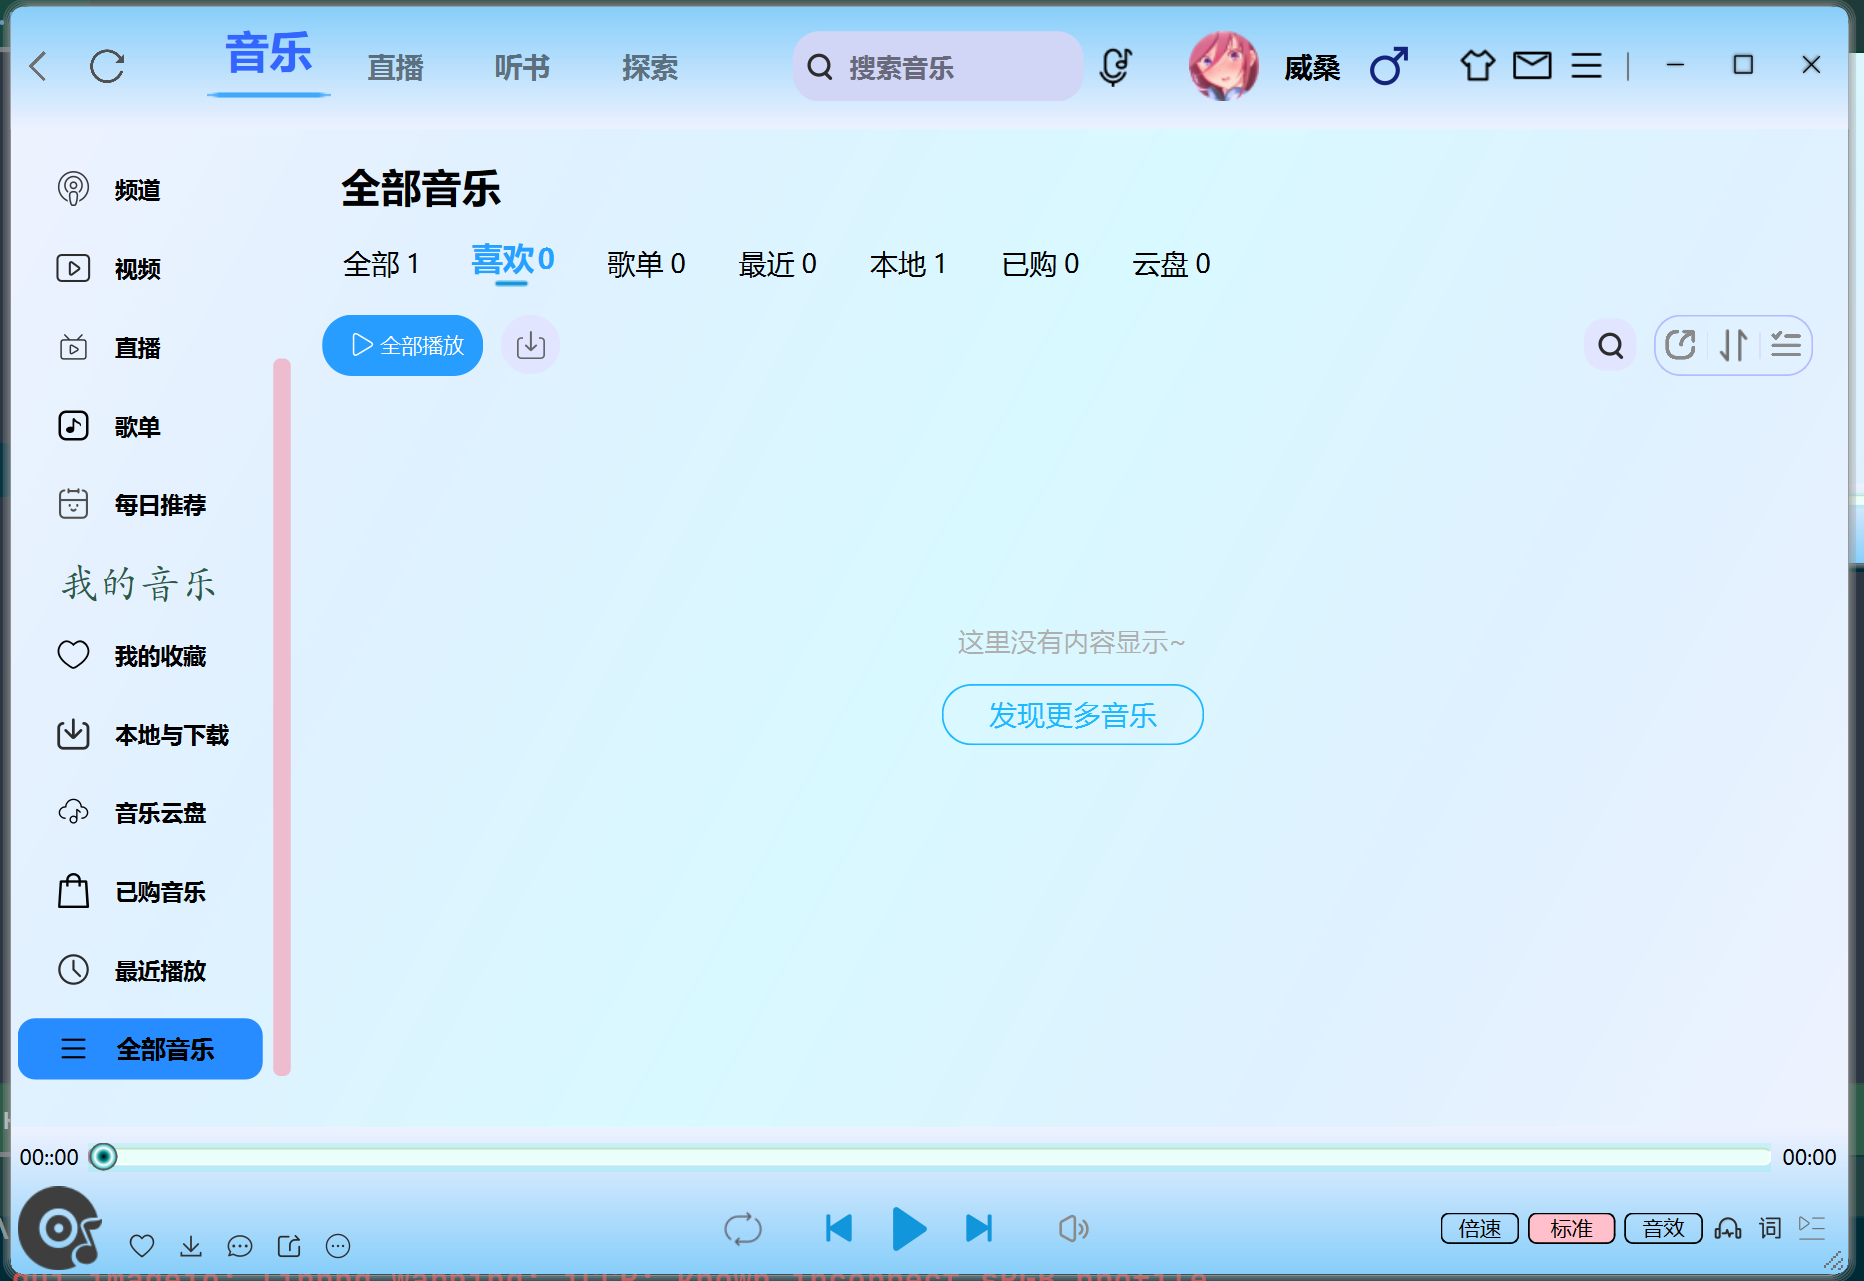 音乐 直播 听书 探索 搜索音乐 威桑
频道
视频
直播
歌单
每日推荐
我的音乐
我的收藏
本地与下载
音乐云盘
已购音乐
最近播放
全部音乐
全部音乐
全部 1 喜欢 0 歌单 0 最近 0 本地 1 已购 0 云盘 0
全部播放
这里没有内容显示~
发现更多音乐
00::00 00:00
倍速 标准 音效 词